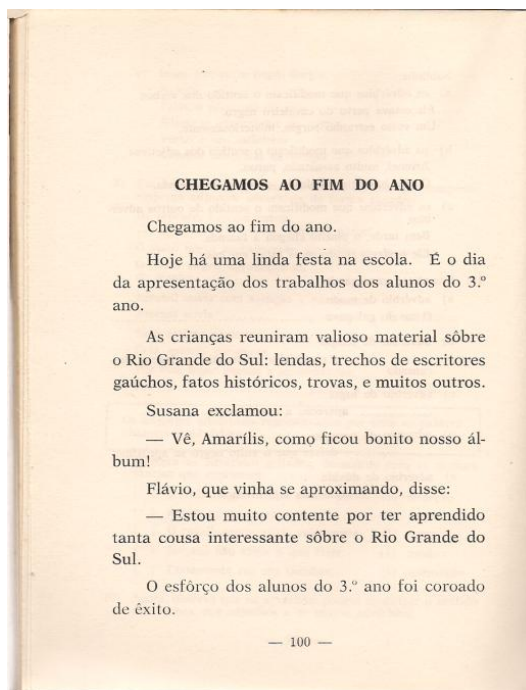 CHEGAMOS AO FIM DO ANO
Chegamos ao fim do ano.
Hoje há uma linda festa na escola. É o dia
da apresentação dos trabalhos dos alunos do 3.º
ano.
As crianças reuniram valioso material sôbre
o Rio Grande do Sul: lendas, trechos de escritores
gaúchos, fatos históricos, trovas, e muitos outros.
Susana exclamou:
— Vê, Amarílis, como ficou bonito nosso ál-
bum!
Flávio, que vinha se aproximando, disse:
— Estou muito contente por ter aprendido
tanta cousa interessante sôbre o Rio Grande do
Sul.
O esfôrço dos alunos do 3.º ano foi coroado
de êxito.
— 100 —